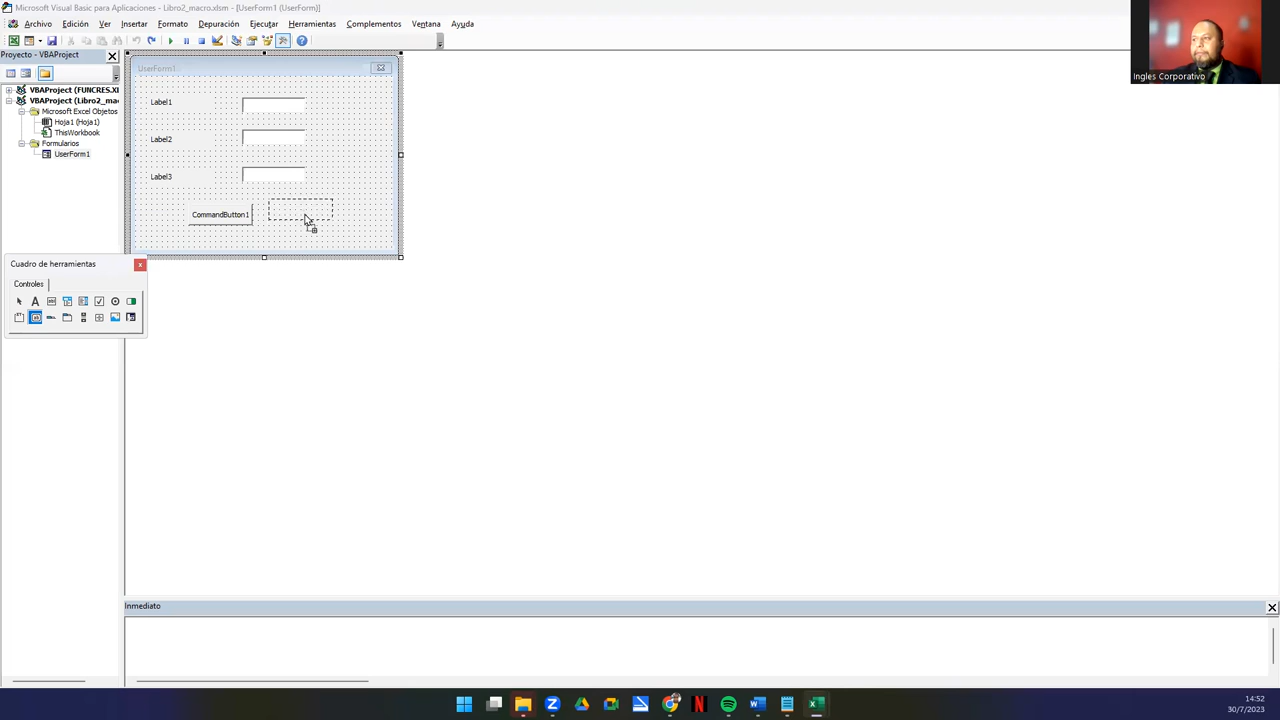 Microsoft Visual Basic para Aplicaciones - Libro2_macro.xlsm - [UserForm1 (UserForm)]
Archivo Edición Ver Insertar Formato Depuración Ejecutar Herramientas Complementos Ventana Ayuda
Proyecto - VBAProject
VBAProject (FUNCRES.XL
VBAProject (Libro2_ma
Microsoft Excel Objetos
Hoja1 (Hoja1)
ThisWorkbook
Formularios
UserForm1
UserForm1
Label1
Label2
Label3
CommandButton1
Cuadro de herramientas
Controles
Ingles Corporativo
Inmediato
14:52
30/7/2023